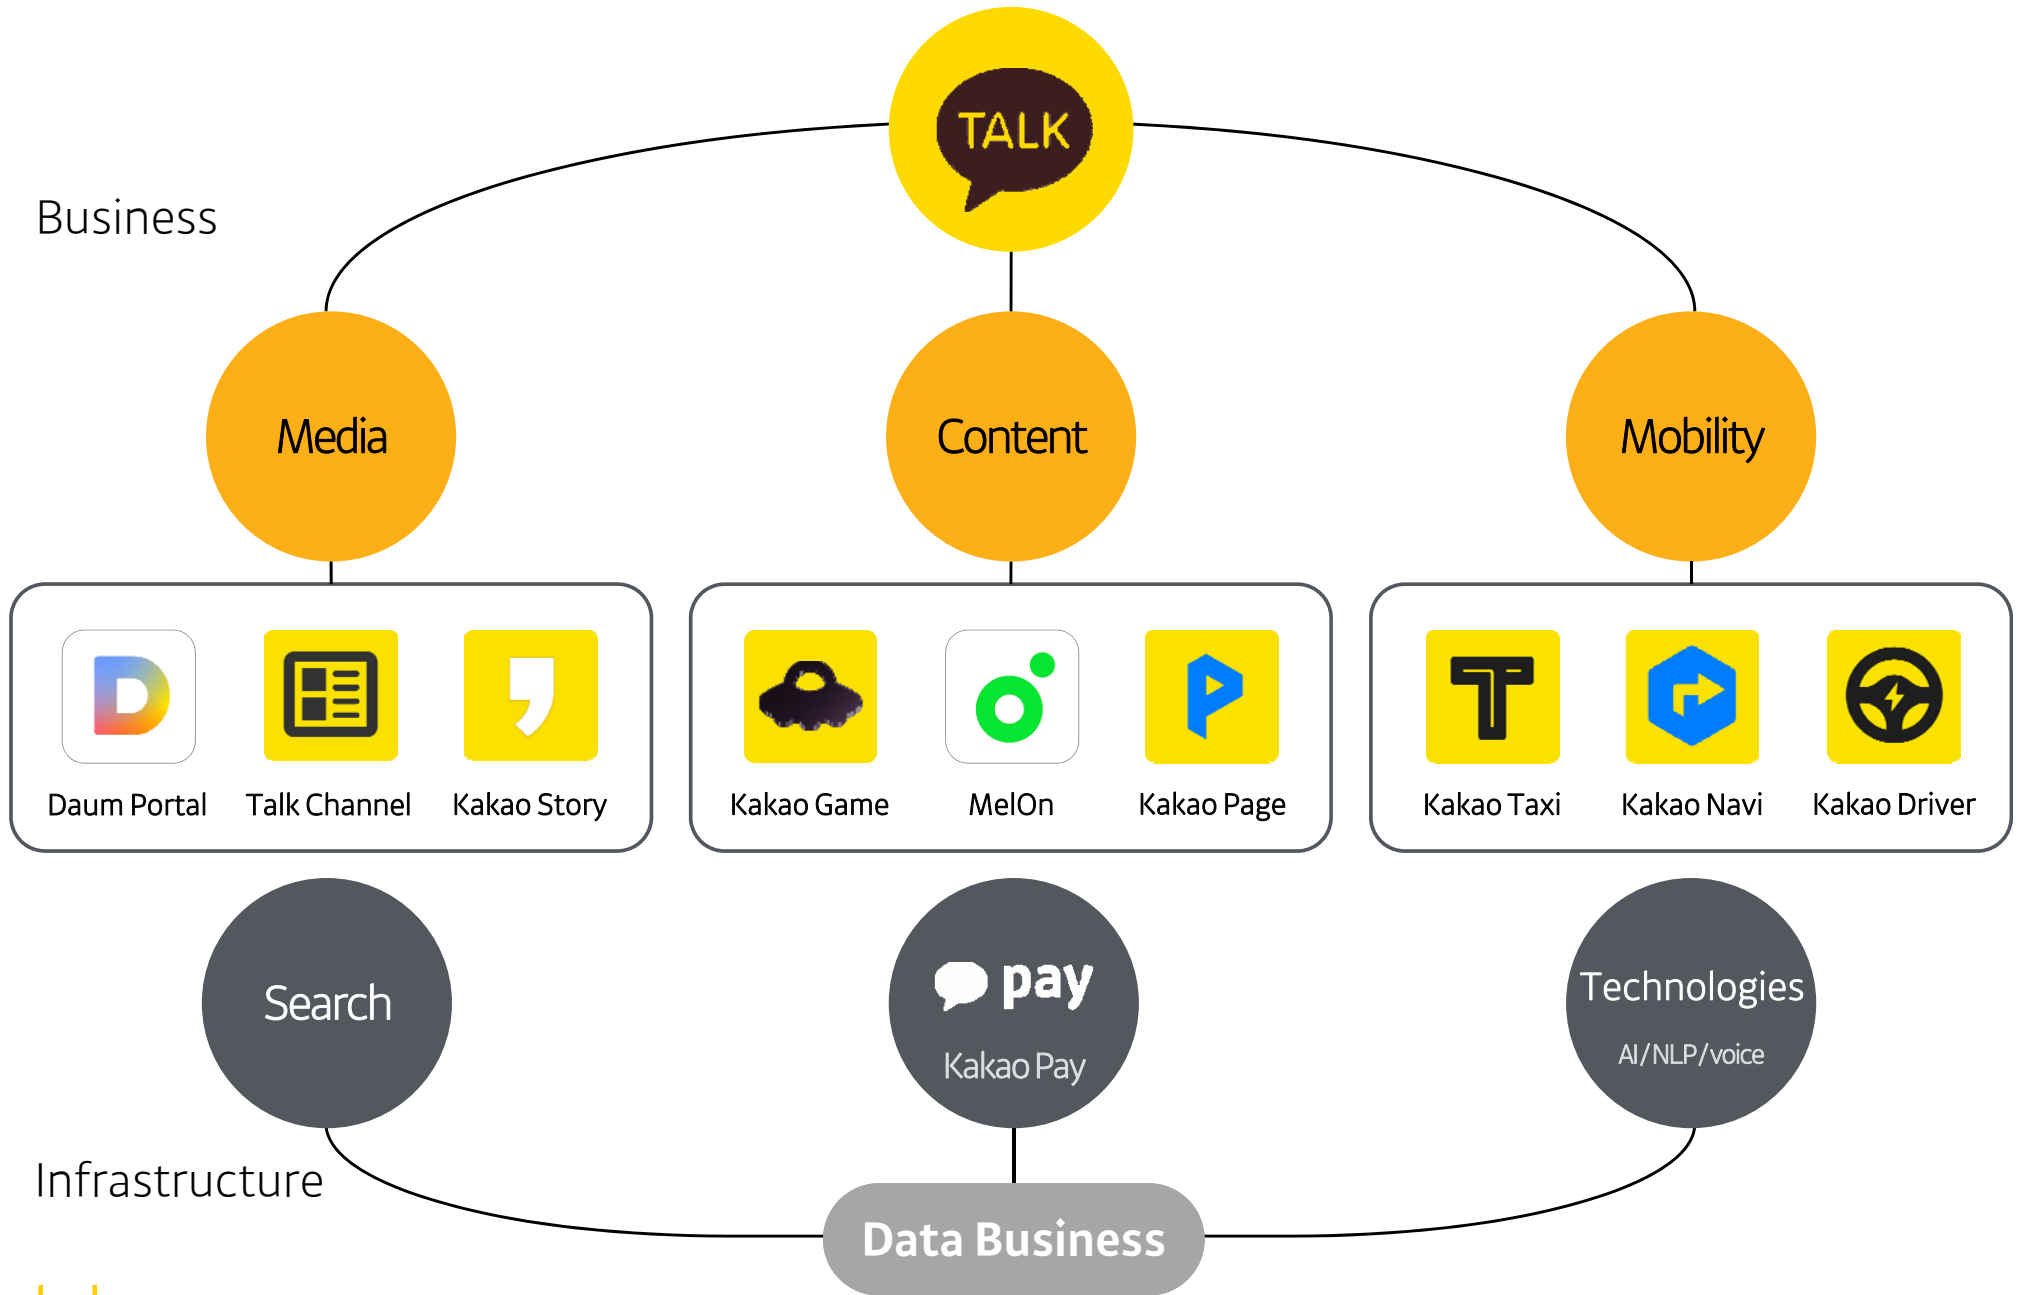 TALK
Business
Media
Content
Mobility
Daum Portal
Talk Channel
Kakao Story
Kakao Game
MelOn
Kakao Page
Kakao Taxi
Kakao Navi
Kakao Driver
Search
pay
Kakao Pay
Technologies
AI/NLP/voice
Infrastructure
Data Business